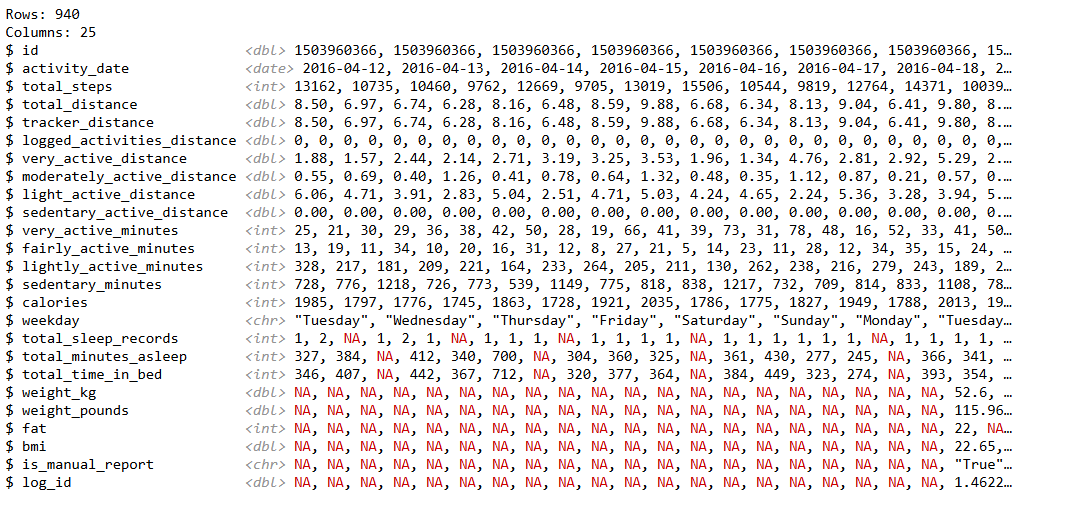 Rows: 940
Columns: 25
$ id <dbl> 1503960366, 1503960366, 1503960366, 1503960366, 1503960366, 1503960366, 1503960366, 15…
$ activity_date <date> 2016-04-12, 2016-04-13, 2016-04-14, 2016-04-15, 2016-04-16, 2016-04-17, 2016-04-18, 2…
$ total_steps <int> 13162, 10735, 10460, 9762, 12669, 9705, 13019, 15506, 10544, 9819, 12764, 14371, 10039…
$ total_distance <dbl> 8.50, 6.97, 6.74, 6.28, 8.16, 6.48, 8.59, 9.88, 6.68, 6.34, 8.13, 9.04, 6.41, 9.80, 8.…
$ tracker_distance <dbl> 8.50, 6.97, 6.74, 6.28, 8.16, 6.48, 8.59, 9.88, 6.68, 6.34, 8.13, 9.04, 6.41, 9.80, 8.…
$ logged_activities_distance <dbl> 0, 0, 0, 0, 0, 0, 0, 0, 0, 0, 0, 0, 0, 0, 0, 0, 0, 0, 0, 0, 0, 0, 0, 0, 0, 0, 0, 0, 0,…
$ very_active_distance <dbl> 1.88, 1.57, 2.44, 2.14, 2.71, 3.19, 3.25, 3.53, 1.96, 1.34, 4.76, 2.81, 2.92, 5.29, 2.…
$ moderately_active_distance <dbl> 0.55, 0.69, 0.40, 1.26, 0.41, 0.78, 0.64, 1.32, 0.48, 0.35, 1.12, 0.87, 0.21, 0.57, 0.…
$ light_active_distance <dbl> 6.06, 4.71, 3.91, 2.83, 5.04, 2.51, 4.71, 5.03, 4.24, 4.65, 2.24, 5.36, 3.28, 3.94, 5.…
$ sedentary_active_distance <dbl> 0.00, 0.00, 0.00, 0.00, 0.00, 0.00, 0.00, 0.00, 0.00, 0.00, 0.00, 0.00, 0.00, 0.00, 0.…
$ very_active_minutes <int> 25, 21, 30, 29, 36, 38, 42, 50, 28, 19, 66, 41, 39, 73, 31, 78, 48, 16, 52, 33, 41, 50…
$ fairly_active_minutes <int> 13, 19, 11, 34, 10, 20, 16, 31, 12, 8, 27, 21, 5, 14, 23, 11, 28, 12, 34, 35, 15, 24, …
$ lightly_active_minutes <int> 328, 217, 181, 209, 221, 164, 233, 264, 205, 211, 130, 262, 238, 216, 279, 243, 189, 2…
$ sedentary_minutes <int> 728, 776, 1218, 726, 773, 539, 1149, 775, 818, 838, 1217, 732, 709, 814, 833, 1108, 78…
$ calories <int> 1985, 1797, 1776, 1745, 1863, 1728, 1921, 2035, 1786, 1775, 1827, 1949, 1788, 2013, 19…
$ weekday <chr> "Tuesday", "Wednesday", "Thursday", "Friday", "Saturday", "Sunday", "Monday", "Tuesday…
$ total_sleep_records <int> 1, 2, NA, 1, 2, 1, NA, 1, 1, 1, NA, 1, 1, 1, 1, NA, 1, 1, 1, 1, 1, 1, NA, 1, 1, 1, 1, …
$ total_minutes_asleep <int> 327, 384, NA, 412, 340, 700, NA, 304, 360, 325, NA, 361, 430, 277, 245, NA, 366, 341, …
$ total_time_in_bed <int> 346, 407, NA, 442, 367, 712, NA, 320, 377, 364, NA, 384, 449, 323, 274, NA, 393, 354, …
$ weight_kg <dbl> NA, NA, NA, NA, NA, NA, NA, NA, NA, NA, NA, NA, NA, NA, NA, NA, NA, NA, NA, NA, 52.6, …
$ weight_pounds <dbl> NA, NA, NA, NA, NA, NA, NA, NA, NA, NA, NA, NA, NA, NA, NA, NA, NA, NA, NA, NA, 115.96…
$ fat <int> NA, NA, NA, NA, NA, NA, NA, NA, NA, NA, NA, NA, NA, NA, NA, NA, NA, NA, NA, NA, 22, NA…
$ bmi <dbl> NA, NA, NA, NA, NA, NA, NA, NA, NA, NA, NA, NA, NA, NA, NA, NA, NA, NA, NA, NA, 22.65,…
$ is_manual_report <chr> NA, NA, NA, NA, NA, NA, NA, NA, NA, NA, NA, NA, NA, NA, NA, NA, NA, NA, NA, NA, "True"…
$ log_id <dbl> NA, NA, NA, NA, NA, NA, NA, NA, NA, NA, NA, NA, NA, NA, NA, NA, NA, NA, NA, NA, 1.4622…